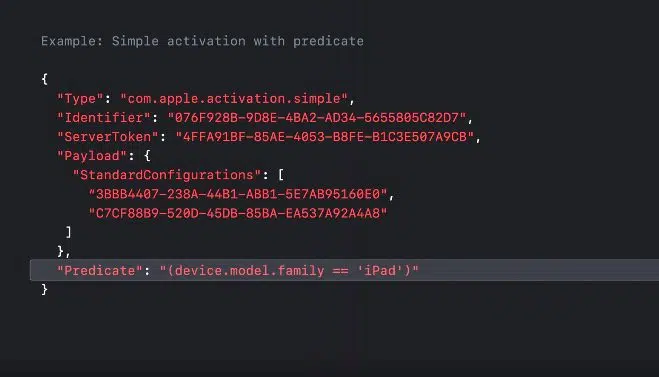 Example: Simple activation with predicate
{
"Type": "com.apple.activation.simple",
"Identifier": "076F928B-9D8E-4BA2-AD34-5655805C82D7",
"ServerToken": "4FFA91BF-85AE-4053-B8FE-B1C3E507A9CB",
"Payload": {
"StandardConfigurations": [
“3BBB4407-238A-44B1-ABB1-5E7AB95160E0",
"C7CF88B9-520D-45DB-85BA-EA537A92A4A8"
]
},
"Predicate": "(device.model.family == 'iPad')"
}